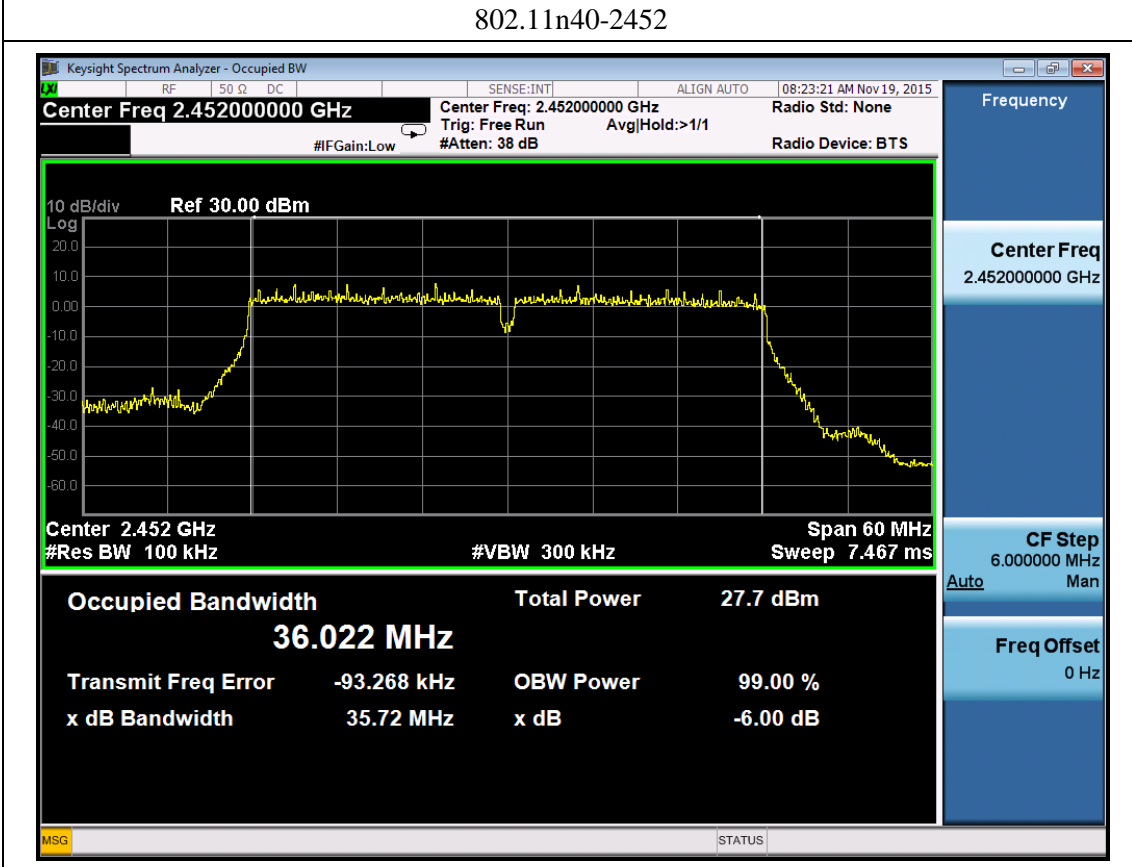 802.11n40-2452
Keysight Spectrum Analyzer - Occupied BW
LXI RF 50 Ω DC SENSE:INT ALIGN AUTO 08:23:21 AM Nov 19, 2015
Center Freq 2.452000000 GHz
Center Freq: 2.452000000 GHz Radio Std: None
Trig: Free Run Avg|Hold:>1/1
#IFGain:Low #Atten: 38 dB Radio Device: BTS
Frequency
10 dB/div Ref 30.00 dBm
Log
20.0
10.0
0.00
-10.0
-20.0
-30.0
-40.0
-50.0
-60.0
Center 2.452 GHz Span 60 MHz
#Res BW 100 kHz #VBW 300 kHz Sweep 7.467 ms
Center Freq
2.452000000 GHz
CF Step
6.000000 MHz
Auto Man
Freq Offset
0 Hz
Occupied Bandwidth Total Power 27.7 dBm
36.022 MHz
Transmit Freq Error -93.268 kHz OBW Power 99.00 %
x dB Bandwidth 35.72 MHz x dB -6.00 dB
MSG STATUS